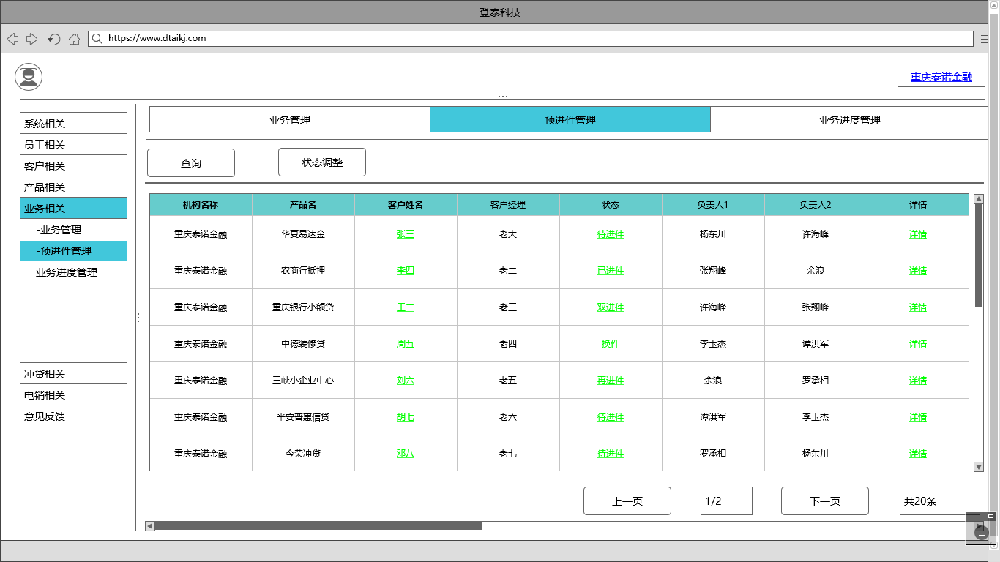 登泰科技
https://www.dtaikj.com
重庆泰诺金融
系统相关
员工相关
客户相关
产品相关
业务相关
-业务管理
-预进件管理
业务进度管理
冲贷相关
电销相关
意见反馈
业务管理 预进件管理 业务进度管理
查询 状态调整
机构名称 产品名 客户姓名 客户经理 状态 负责人1 负责人2 详情
重庆泰诺金融 华夏易达金 张三 老大 待进件 杨东川 许海峰 详情
重庆泰诺金融 农商行抵押 李四 老二 已进件 张翔峰 余浪 详情
重庆泰诺金融 重庆银行小额贷 王二 老三 双进件 许海峰 张翔峰 详情
重庆泰诺金融 中德装修贷 周五 老四 换件 李玉杰 谭洪军 详情
重庆泰诺金融 三峡小企业中心 刘六 老五 再进件 余浪 罗承相 详情
重庆泰诺金融 平安普惠信贷 胡七 老六 待进件 谭洪军 李玉杰 详情
重庆泰诺金融 今荣冲贷 邓八 老七 待进件 罗承相 杨东川 详情
上一页 1/2 下一页 共20条